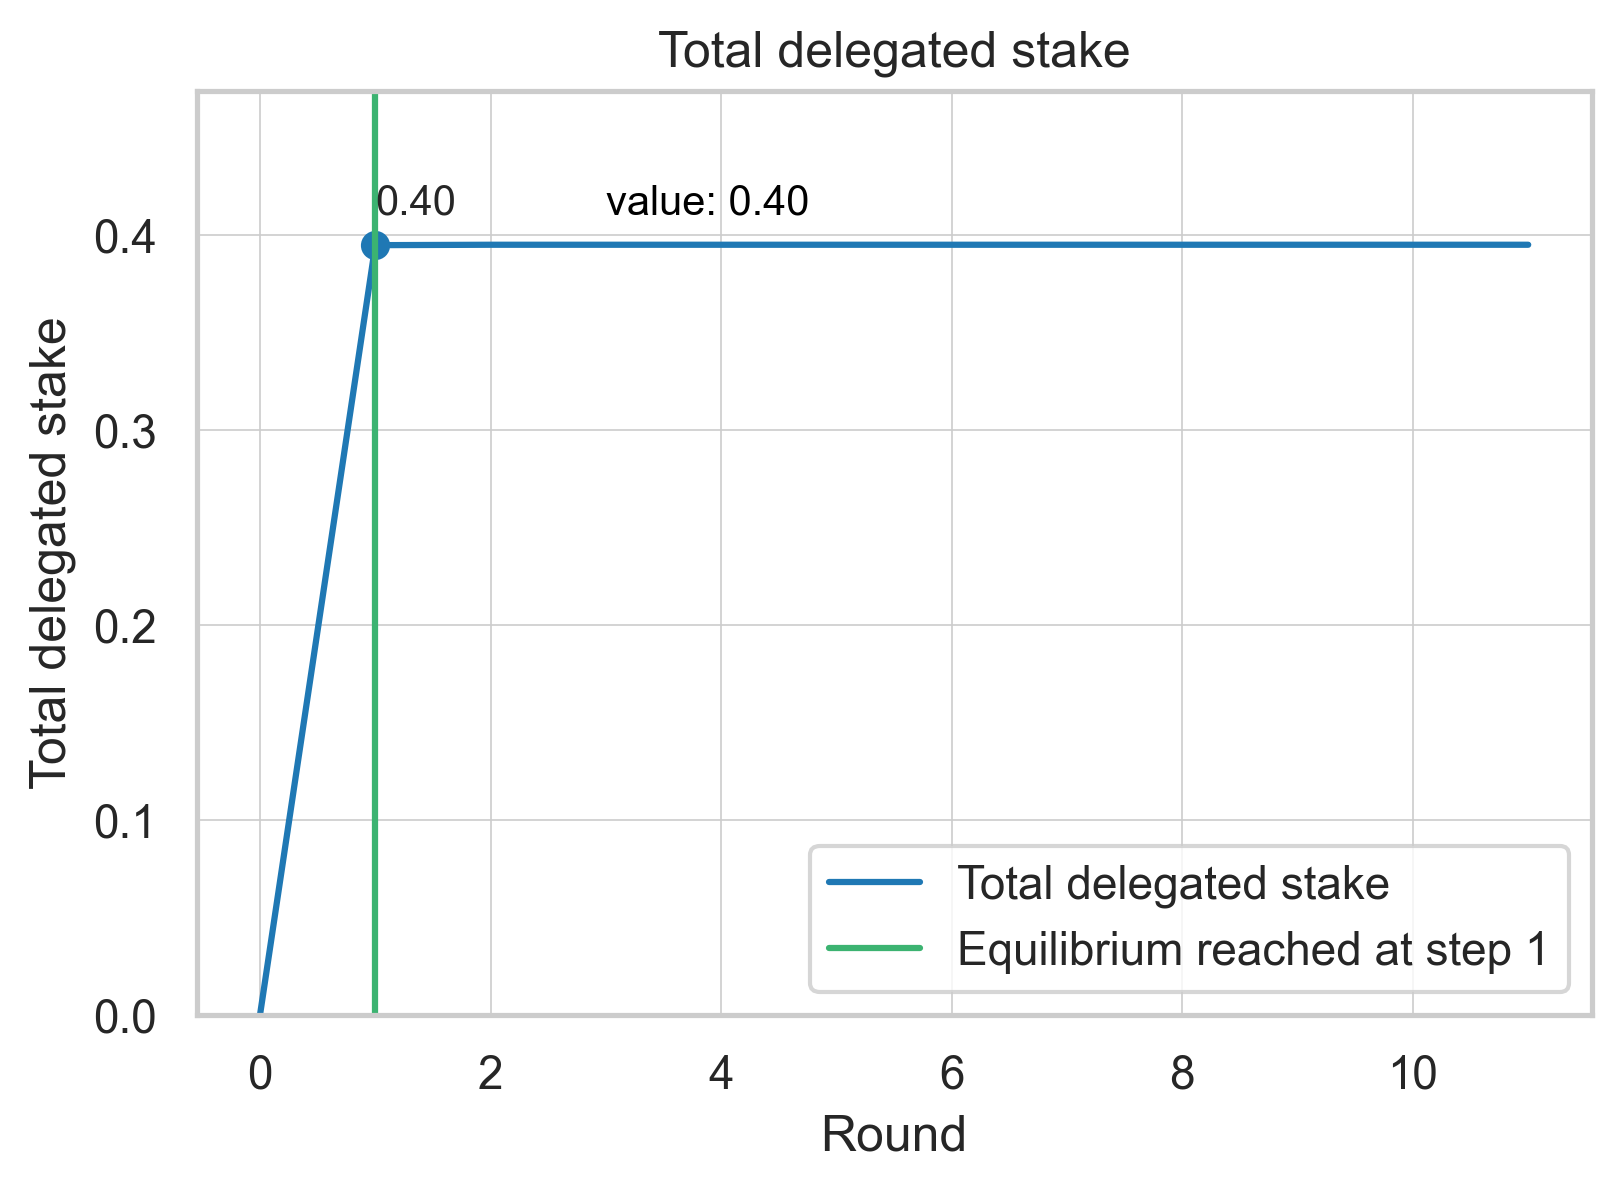 Total delegated stake
0.40
value: 0.40
0.4
0.3
0.2
0.1
0.0
Total delegated stake
Total delegated stake
Equilibrium reached at step 1
0 2 4 6 8 10
Round